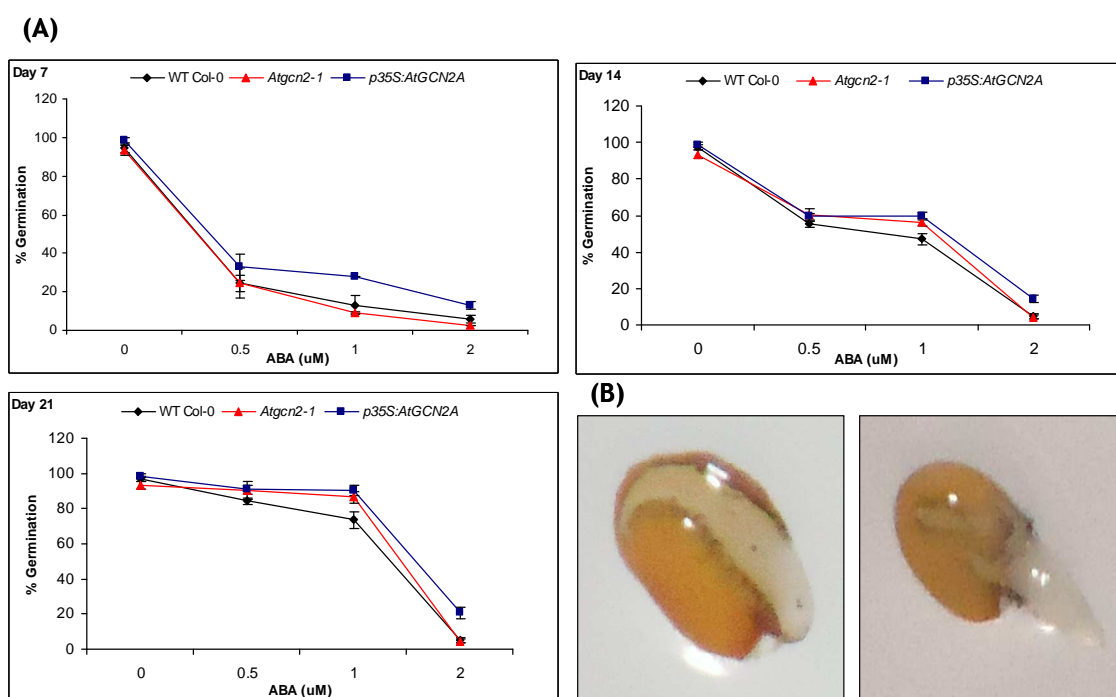 (A)
Day 7
WT Col-0 Atgcn2-1 p35S:AtGCN2A
% Germination
120
100
80
60
40
20
0
0 0.5 1 2
ABA (uM)
Day 14
WT Col-0 Atgcn2-1 p35S:AtGCN2A
% Germination
120
100
80
60
40
20
0
0 0.5 1 2
ABA (uM)
Day 21
WT Col-0 Atgcn2-1 p35S:AtGCN2A
% Germination
120
100
80
60
40
20
0
0 0.5 1 2
ABA (uM)
(B)